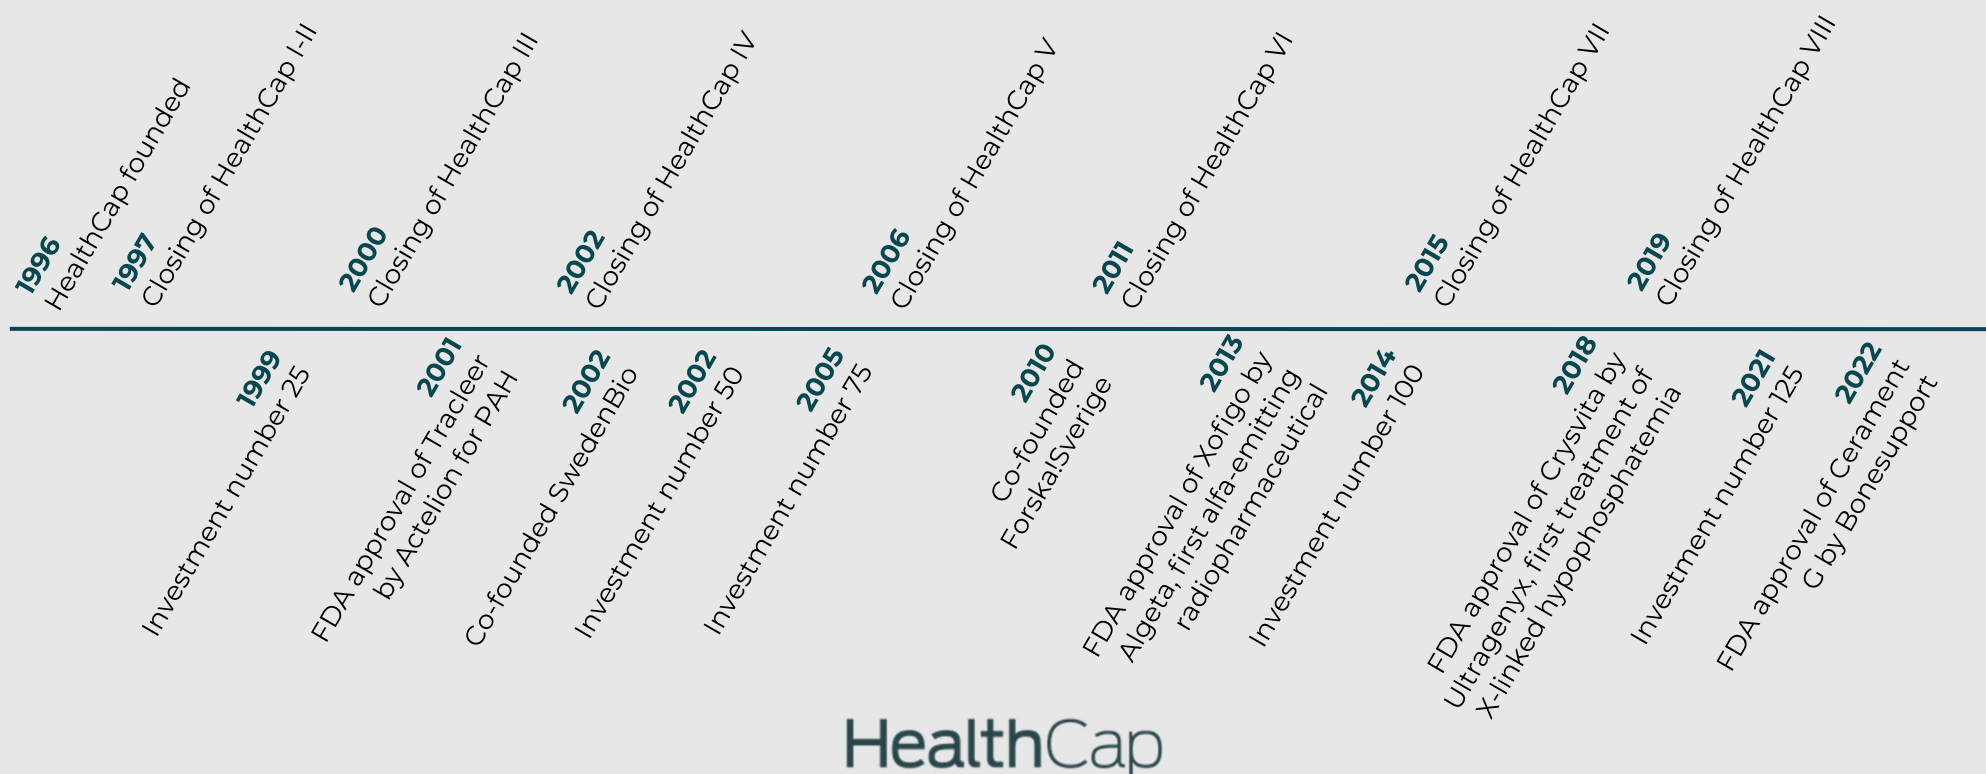 1996
HealthCap founded
1997
Closing of HealthCap I-II
2000
Closing of HealthCap III
2002
Closing of HealthCap IV
2006
Closing of HealthCap V
2011
Closing of HealthCap VI
2015
Closing of HealthCap VII
2019
Closing of HealthCap VIII
1999
Investment number 25
2001
FDA approval of Tracleer
by Actelion for PAH
2002
Co-founded SwedenBio
2002
Investment number 50
2005
Investment number 75
2010
Co-founded
Forska!Sverige
2013
FDA approval of Xofigo by
Algeta, first alfa-emitting
radiopharmaceutical
2014
Investment number 100
2018
FDA approval of Crysvita by
Ultragenyx, first treatment of
X-linked hypophosphatemia
2021
Investment number 125
2022
FDA approval of Cerament
G by Bonesupport
HealthCap